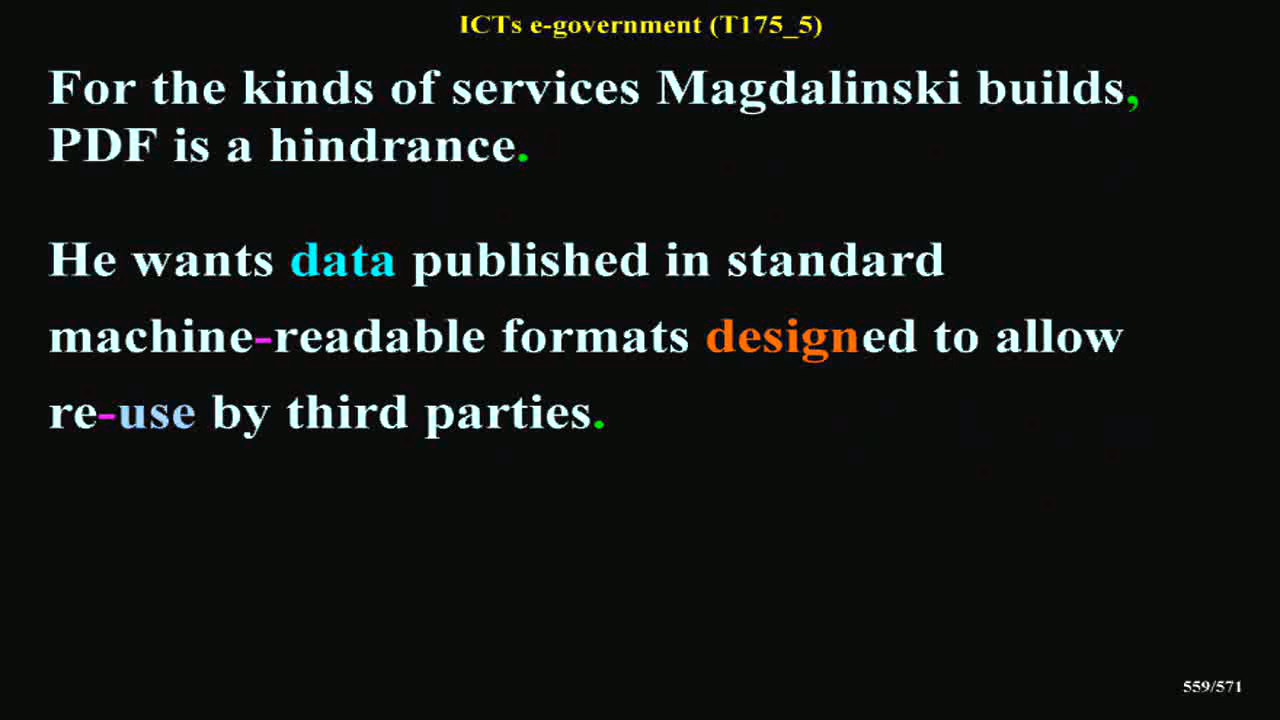 ICTs e-government (T175_5)
For the kinds of services Magdalinski builds,
PDF is a hindrance.
He wants data published in standard
machine-readable formats designed to allow
re-use by third parties.
559/571